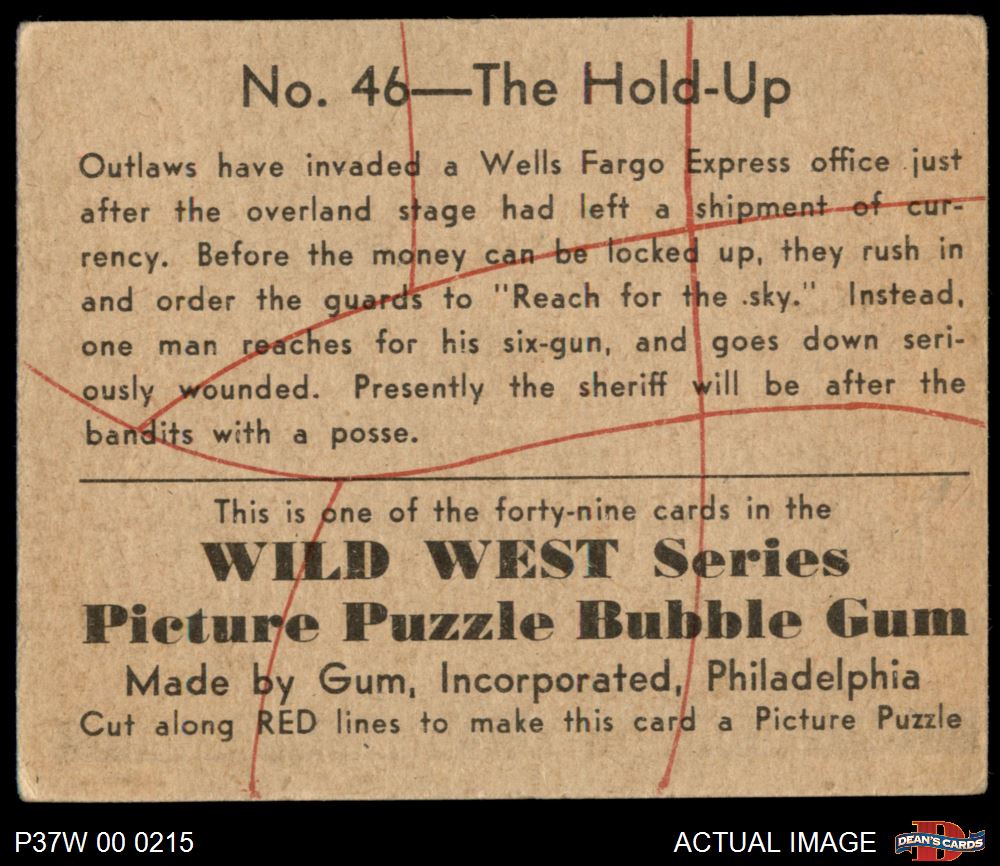 No. 46—The Hold-Up
Outlaws have invaded a Wells Fargo Express office just
after the overland stage had left a shipment of cur-
rency. Before the money can be locked up, they rush in
and order the guards to "Reach for the .sky." Instead,
one man reaches for his six-gun, and goes down seri-
ously wounded. Presently the sheriff will be after the
bandits with a posse.
This is one of the forty-nine cards in the
WILD WEST Series
Picture Puzzle Bubble Gum
Made by Gum, Incorporated, Philadelphia
Cut along RED lines to make this card a Picture Puzzle
P37W 00 0215
ACTUAL IMAGE
DEAN'S CARDS